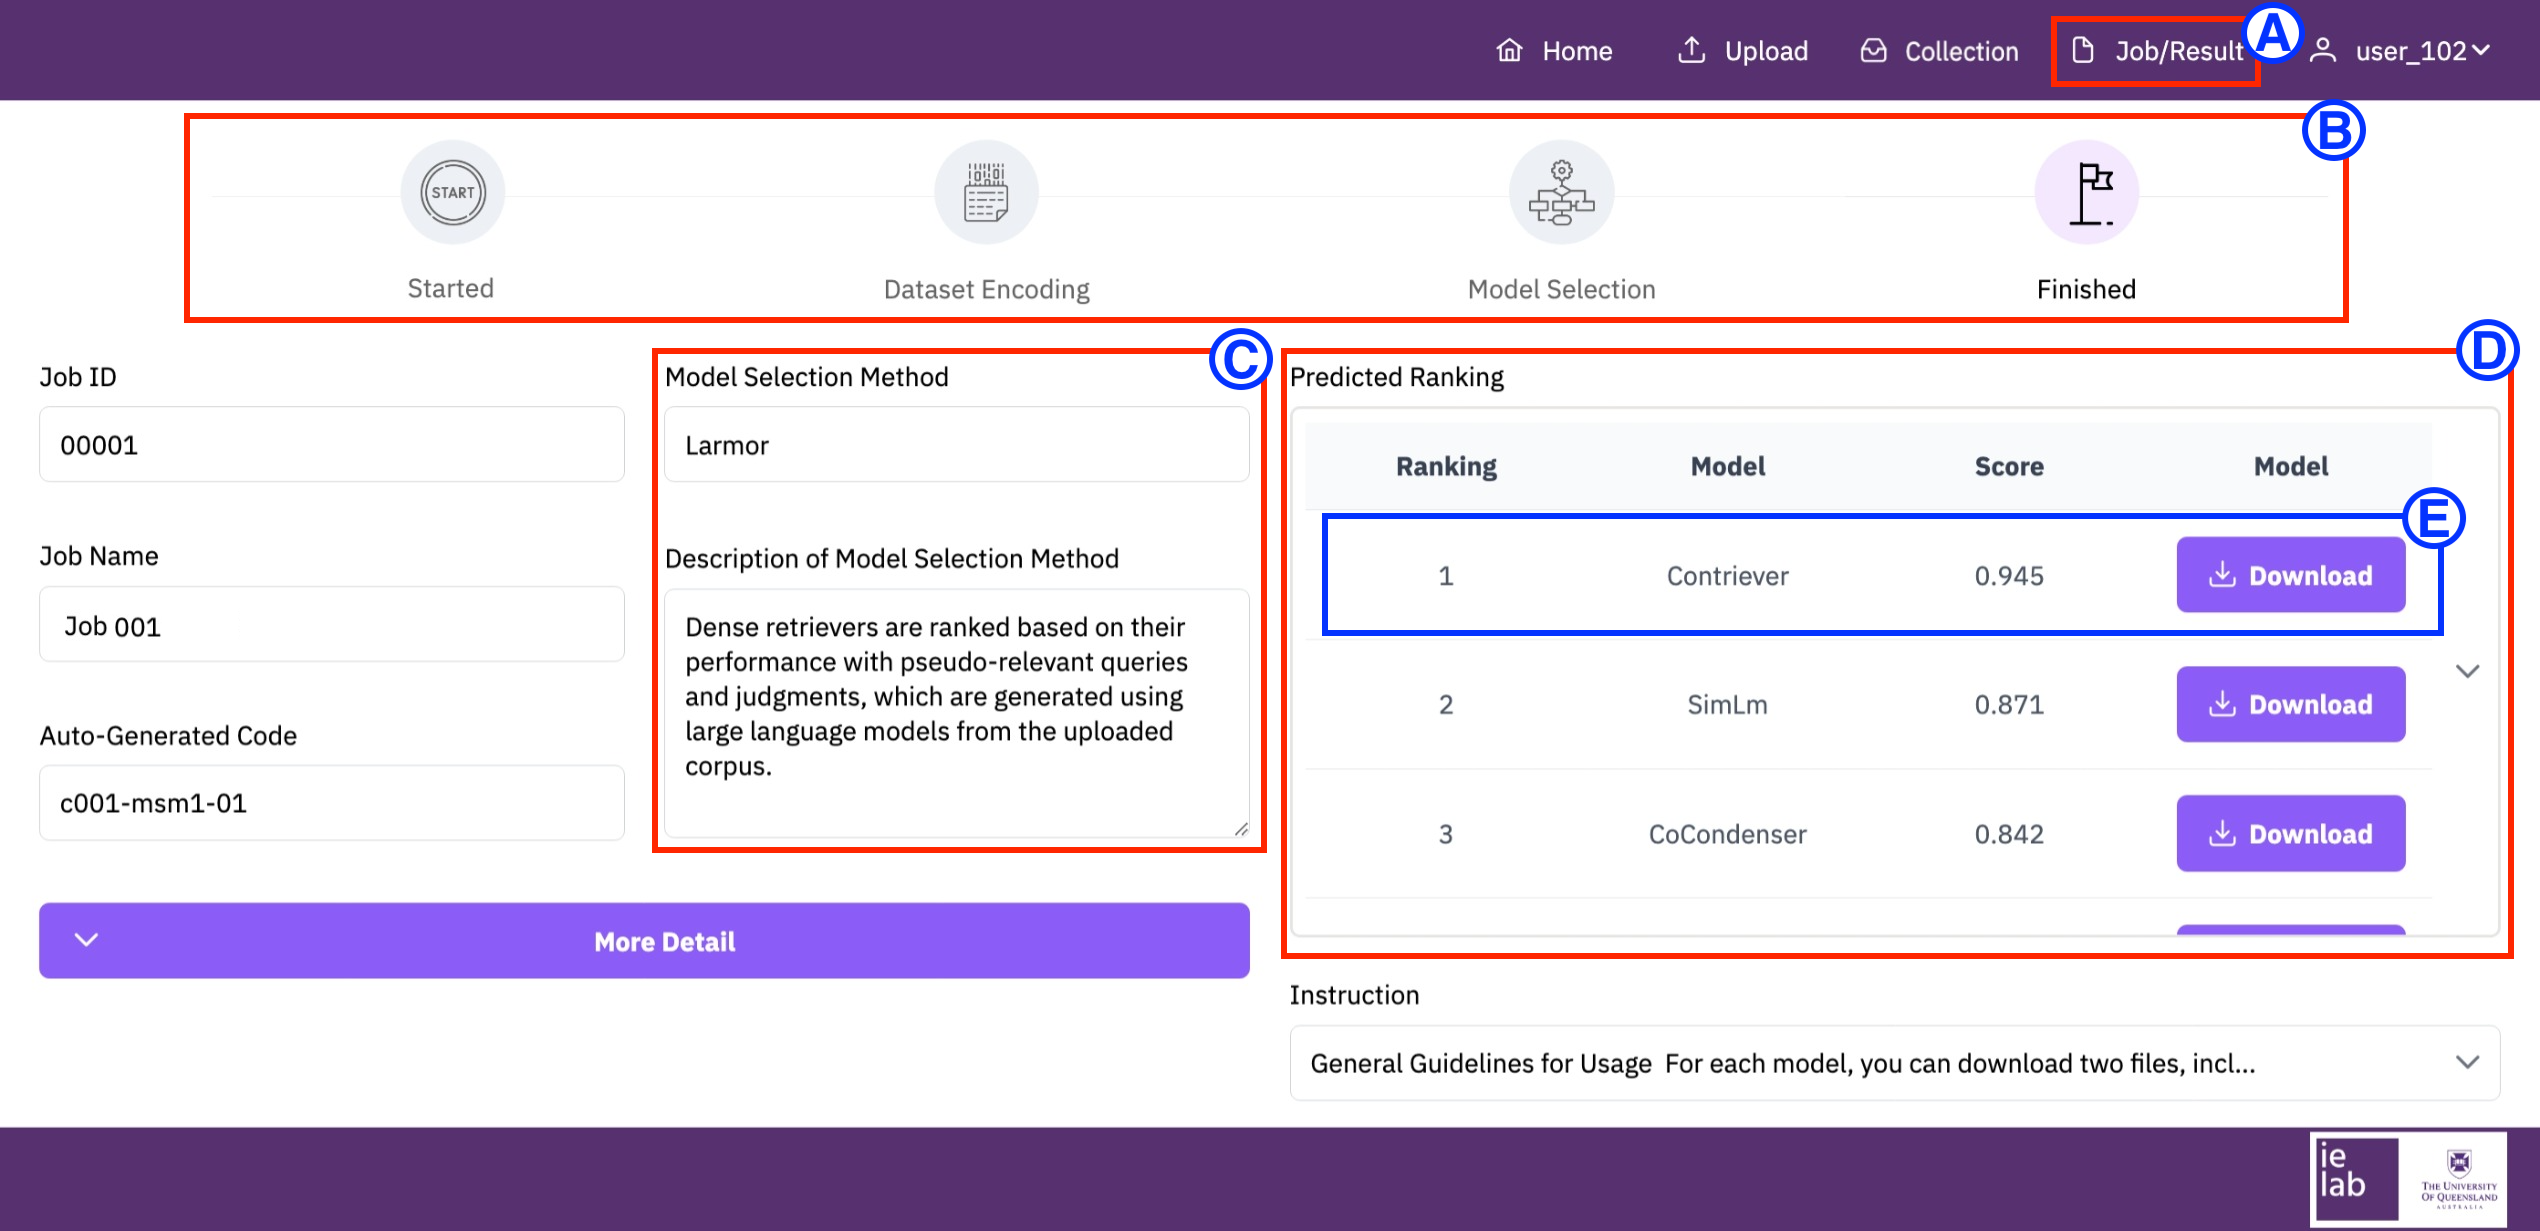 Home Upload Collection Job/Result A user_102
B
START
Started Dataset Encoding Model Selection Finished
C
D
Job ID
00001
Job Name
Job 001
Auto-Generated Code
c001-msm1-01
Model Selection Method
Larmor
Description of Model Selection Method
Dense retrievers are ranked based on their
performance with pseudo-relevant queries
and judgments, which are generated using
large language models from the uploaded
corpus.
More Detail
Predicted Ranking
Ranking Model Score Model
E
1 Contriever 0.945 Download
2 SimLm 0.871 Download
3 CoCondenser 0.842 Download
Instruction
General Guidelines for Usage For each model, you can download two files, incl...
ie
lab
THE UNIVERSITY
OF QUEENSLAND
AUSTRALIA